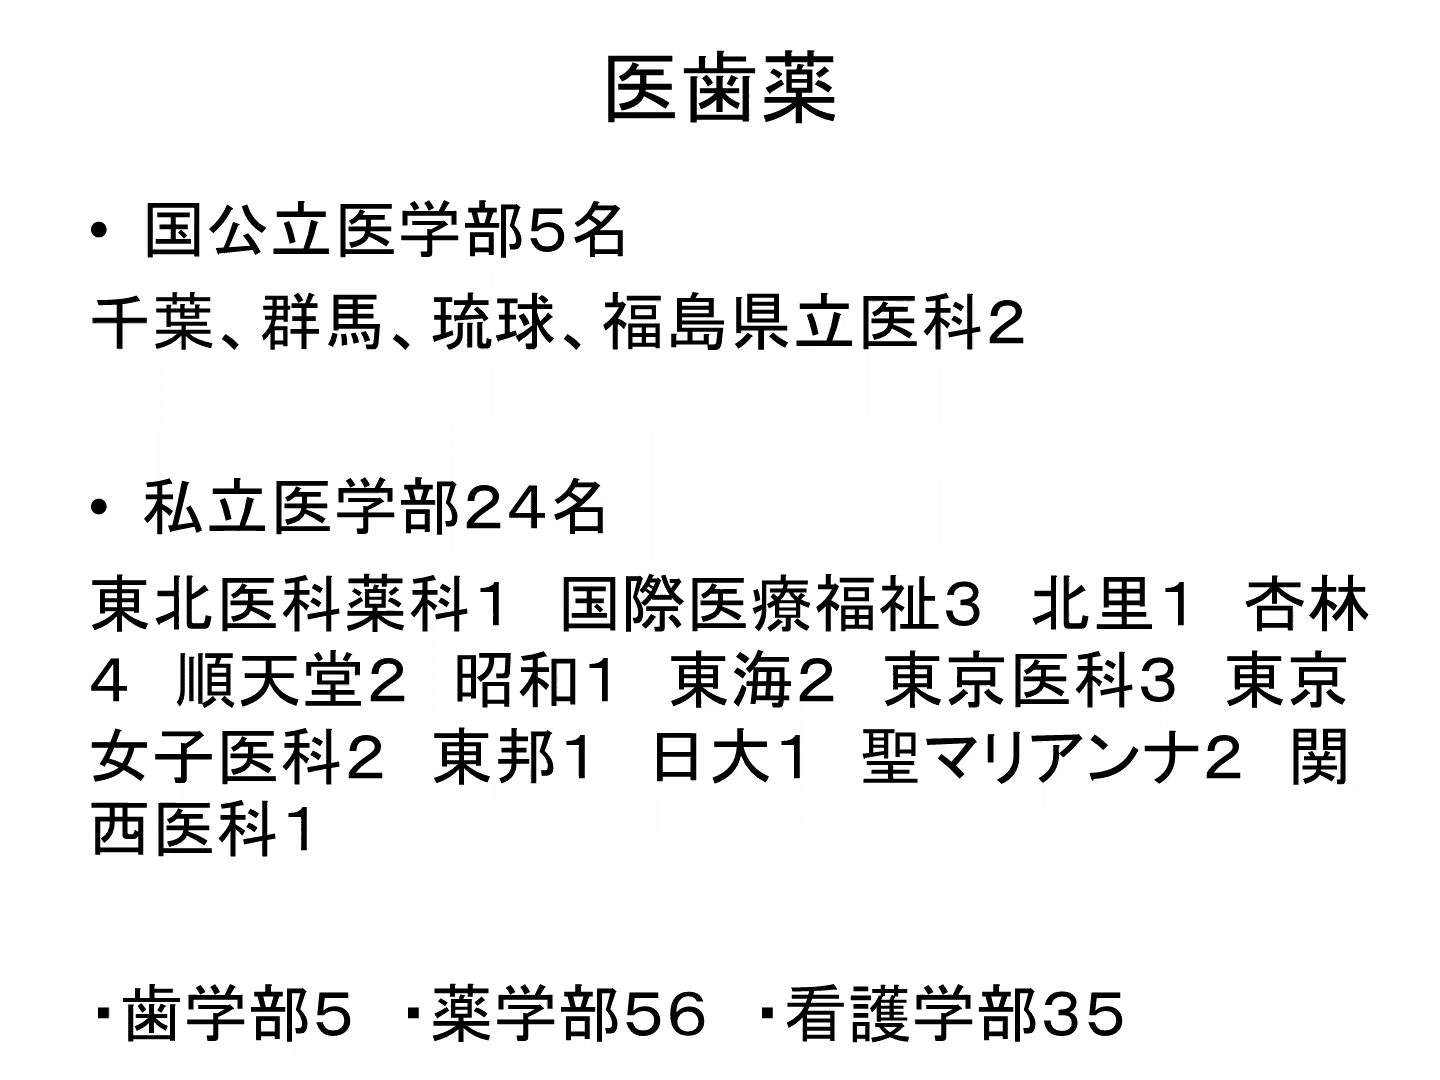 医歯薬
• 国公立医学部５名
千葉、群馬、琉球、福島県立医科２
• 私立医学部２４名
東北医科薬科１　国際医療福祉３　北里１　杏林
４　順天堂２　昭和１　東海２　東京医科３　東京
女子医科２　東邦１　日大１　聖マリアンナ２　関
西医科１
・歯学部５　・薬学部５６　・看護学部３５